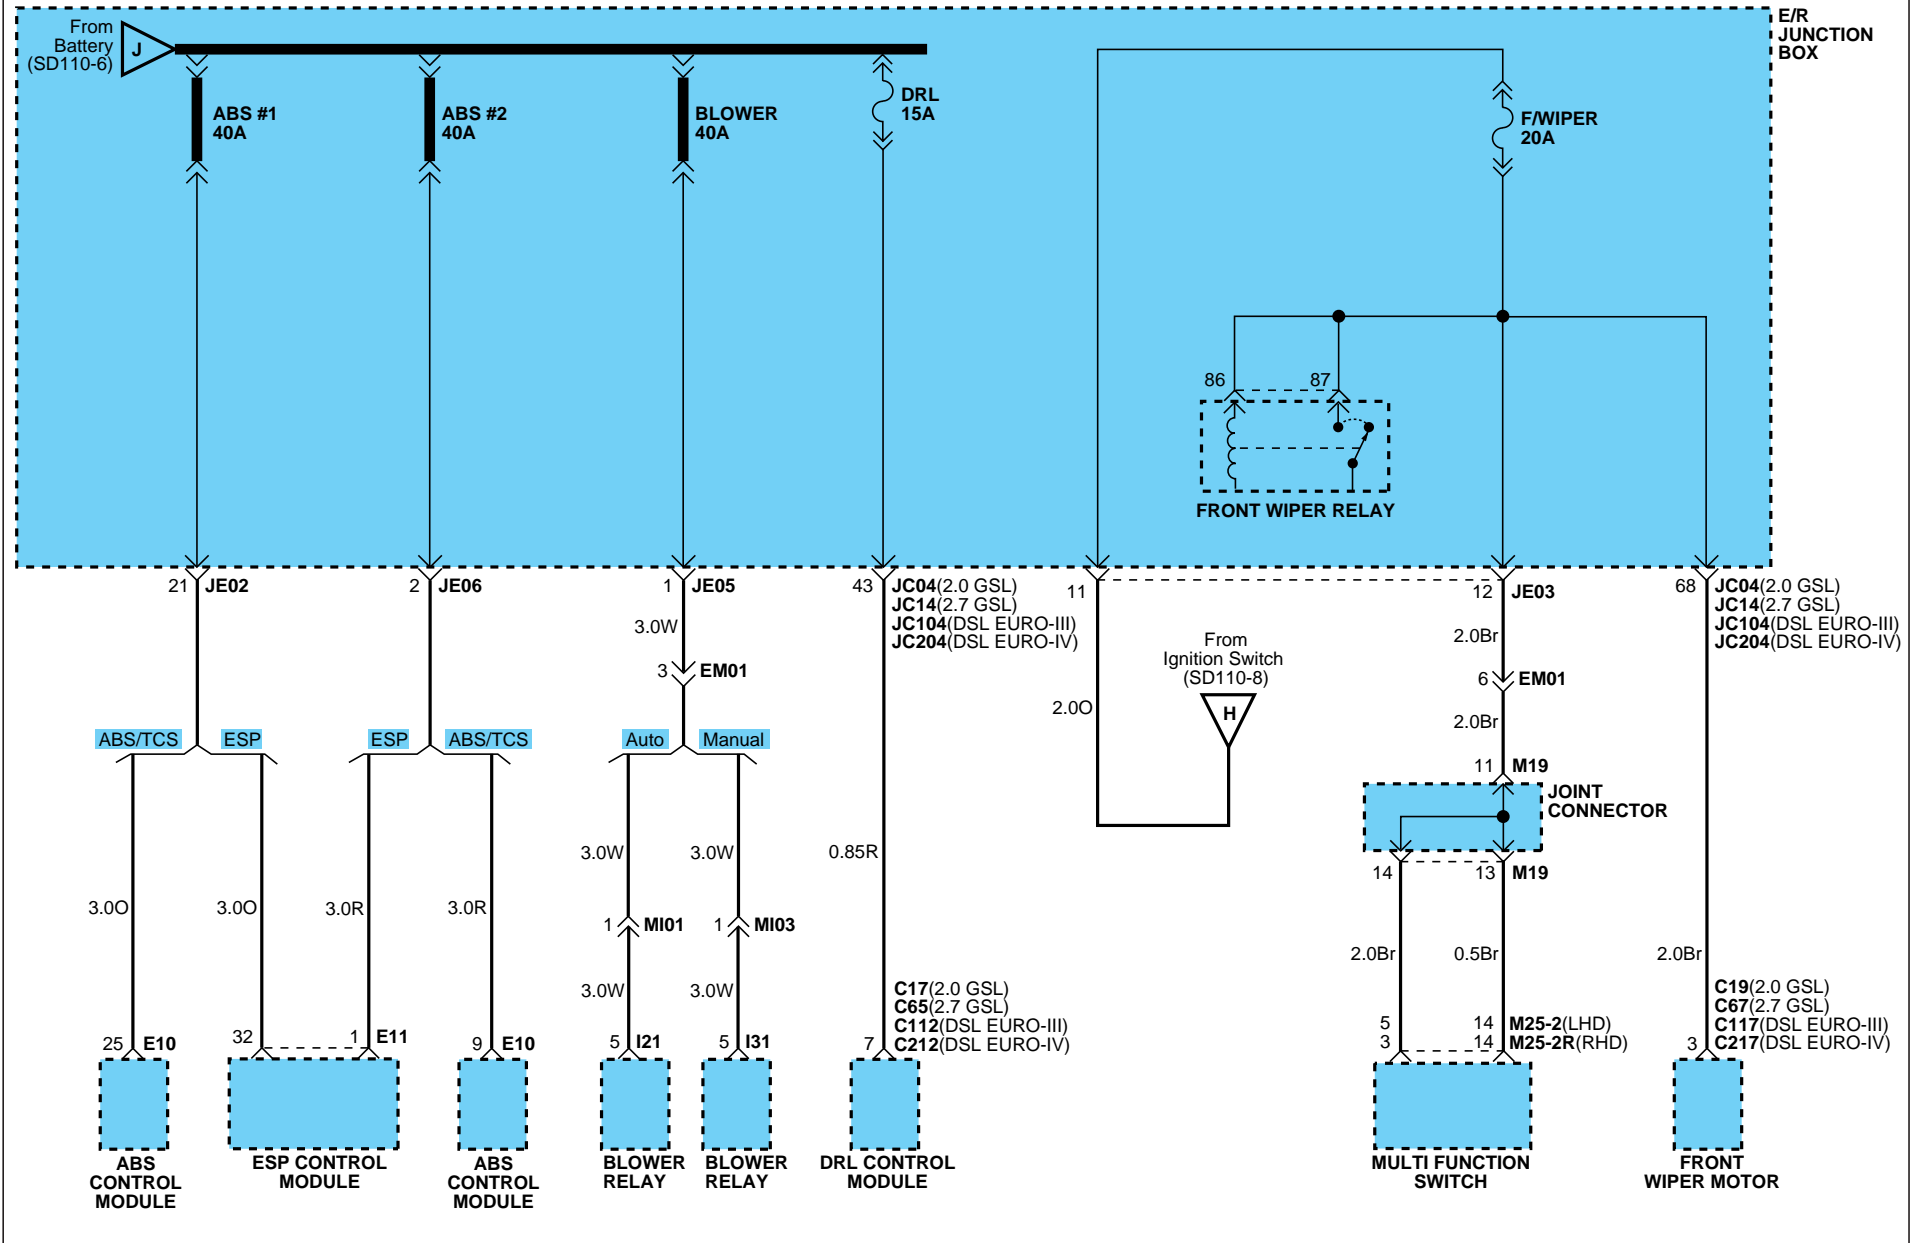 From
Battery
(SD110-6)
J
E/R
JUNCTION
BOX
ABS #1
40A
ABS #2
40A
BLOWER
40A
DRL
15A
F/WIPER
20A
86
87
FRONT WIPER RELAY
21 JE02
2 JE06
1 JE05
43 JC04(2.0 GSL)
JC14(2.7 GSL)
JC104(DSL EURO-III)
JC204(DSL EURO-IV)
11
12 JE03
68 JC04(2.0 GSL)
JC14(2.7 GSL)
JC104(DSL EURO-III)
JC204(DSL EURO-IV)
3.0W
2.0Br
From
Ignition Switch
(SD110-8)
H
3 EM01
6 EM01
2.0O
2.0Br
ABS/TCS
ESP
ESP
ABS/TCS
Auto
Manual
11 M19
JOINT
CONNECTOR
3.0W
3.0W
0.85R
14
13 M19
3.0O
3.0O
3.0R
3.0R
1 MI01
1 MI03
2.0Br
0.5Br
2.0Br
3.0W
3.0W
C17(2.0 GSL)
C65(2.7 GSL)
C112(DSL EURO-III)
7 C212(DSL EURO-IV)
C19(2.0 GSL)
C67(2.7 GSL)
C117(DSL EURO-III)
3 C217(DSL EURO-IV)
25 E10
32
1 E11
9 E10
5 I21
5 I31
5 14 M25-2(LHD)
3 14 M25-2R(RHD)
ABS
CONTROL
MODULE
ESP CONTROL
MODULE
ABS
CONTROL
MODULE
BLOWER
RELAY
BLOWER
RELAY
DRL CONTROL
MODULE
MULTI FUNCTION
SWITCH
FRONT
WIPER MOTOR